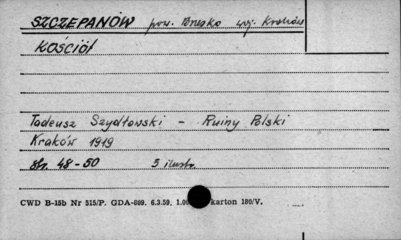 SZCZEPANÓW pow. Brzesko woj. Kraków
KOŚCIÓŁ
Tadeusz Szydłowski - Ruiny Polski
Kraków 1919
str. 48-50 5 ilustr.
CWD B-15b Nr 515/P. GDA-809. 6.3.59. 1.00 karton 180/V.